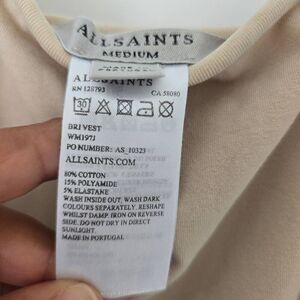 ALLSAINTS
MEDIUM
ALLSAINTS
RN 128793 CA 58080
30
BRI VEST
WM197J
PO NUMBER: AS_10323
ALLSAINTS.COM
80% COTTON
15% POLYAMIDE
5% ELASTANE
WASH INSIDE OUT, WASH DARK
COLOURS SEPARATELY, RESHAPE
WHILST DAMP. IRON ON REVERSE
SIDE. DO NOT DRY IN DIRECT
SUNLIGHT.
MADE IN PORTUGAL